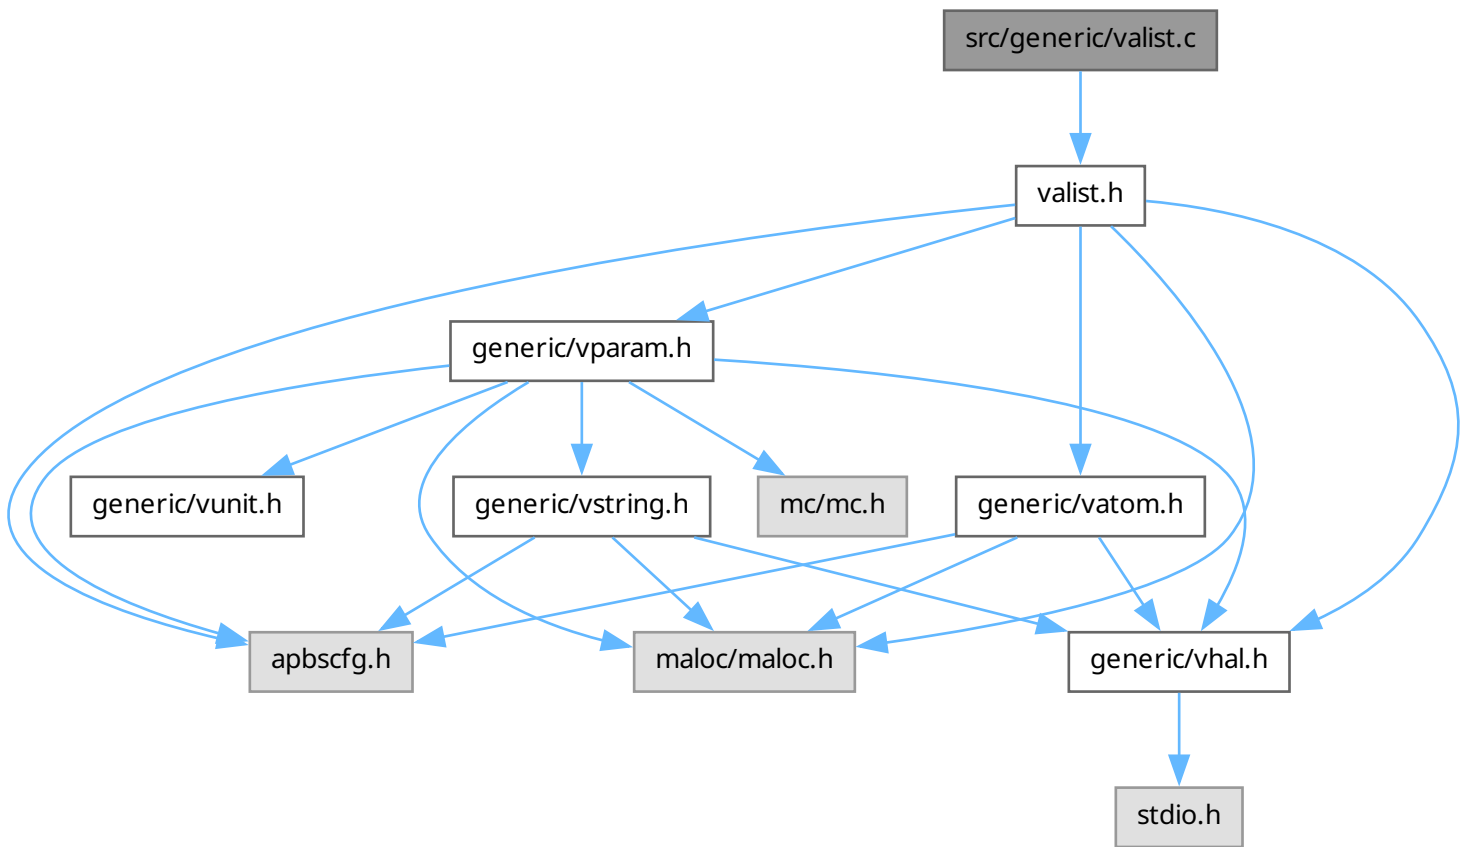 src/generic/valist.c
valist.h
generic/vparam.h
generic/vunit.h
generic/vstring.h
mc/mc.h
generic/vatom.h
apbscfg.h
maloc/maloc.h
generic/vhal.h
stdio.h